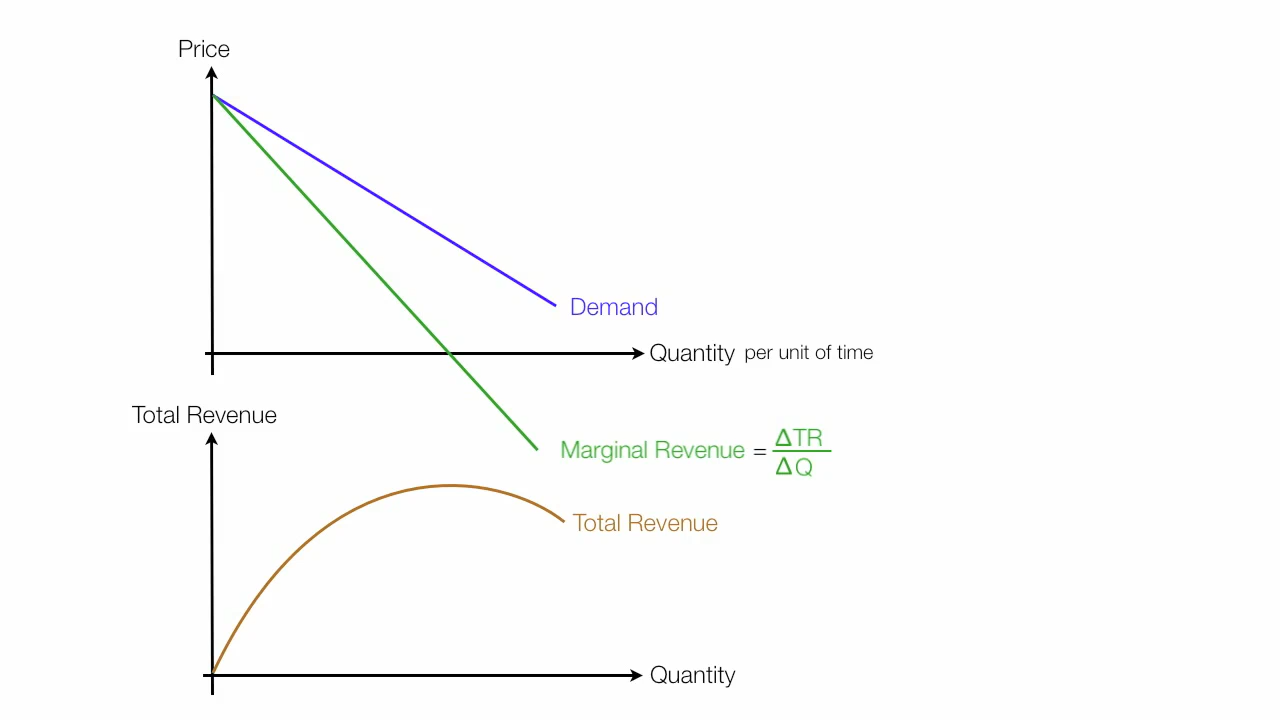 Price
Demand
Quantity per unit of time
Total Revenue
Marginal Revenue = ΔTR
ΔQ
Total Revenue
Quantity